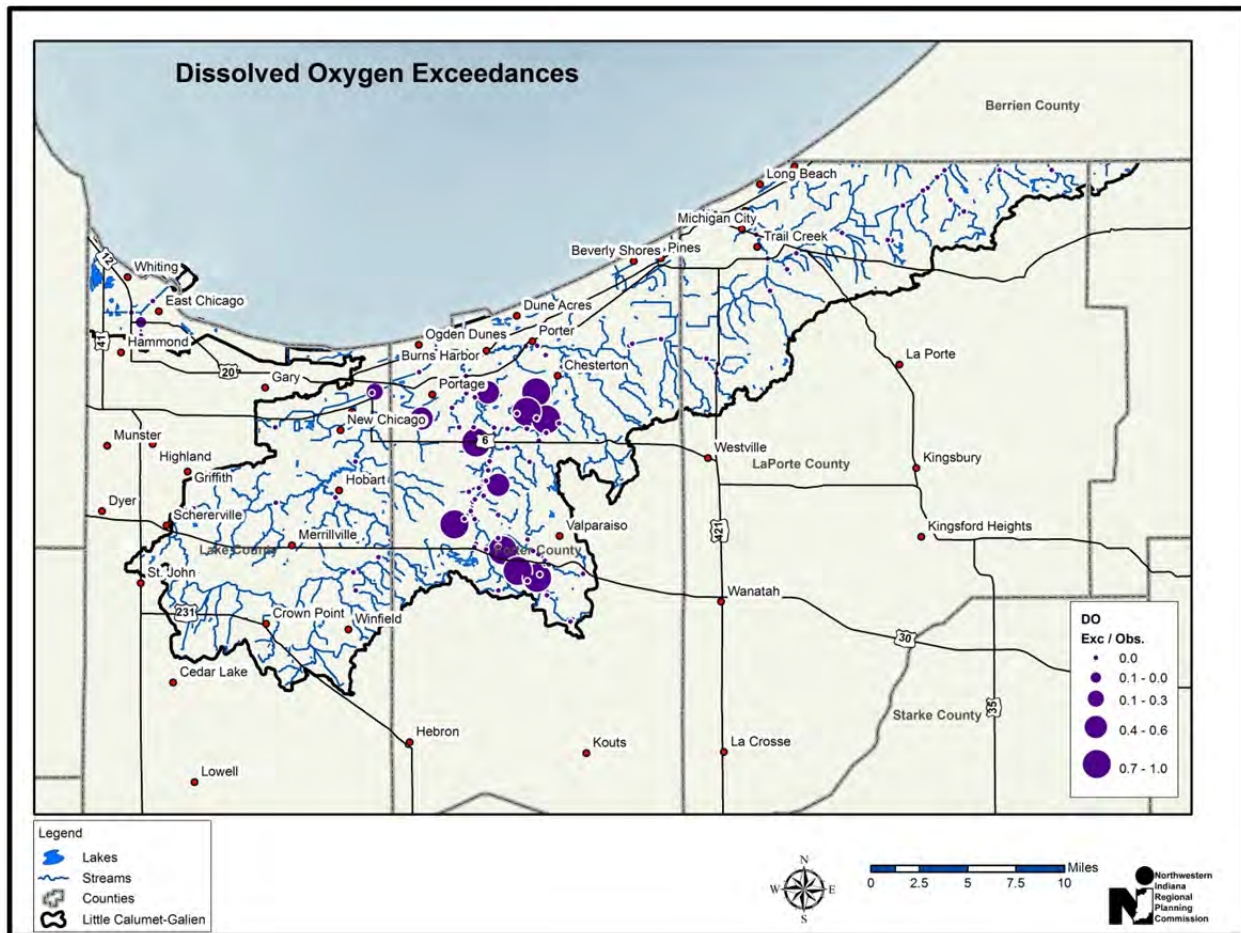 Dissolved Oxygen Exceedances
Berrien County
Long Beach
Michigan City
Trail Creek
Beverly Shores
Pines
12
Whiting
East Chicago
Dune Acres
41
Hammond
Ogden Dunes
Porter
Burns Harbor
20
Gary
Portage
Chesterton
La Porte
New Chicago
6
Munster
Highland
Westville
LaPorte County
Kingsbury
Griffith
Hobart
Dyer
Schererville
Valparaiso
421
Kingsford Heights
Lake County
Merrillville
Porter County
St. John
Wanatah
231
Crown Point
Winfield
30
Cedar Lake
Starke County
35
Hebron
Kouts
La Crosse
Lowell
DO
Exc / Obs.
0.0
0.1 - 0.0
0.1 - 0.3
0.4 - 0.6
0.7 - 1.0
Legend
Lakes
Streams
Counties
Little Calumet-Galien
N
W E
S
Miles
0 2.5 5 7.5 10
Northwestern
Indiana
Regional
Planning
Commission